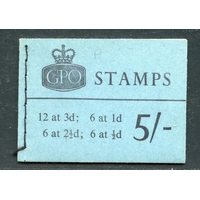 GPO STAMPS
12 at 3d; 6 at 1d
6 at 2½d; 6 at ½d
5/-